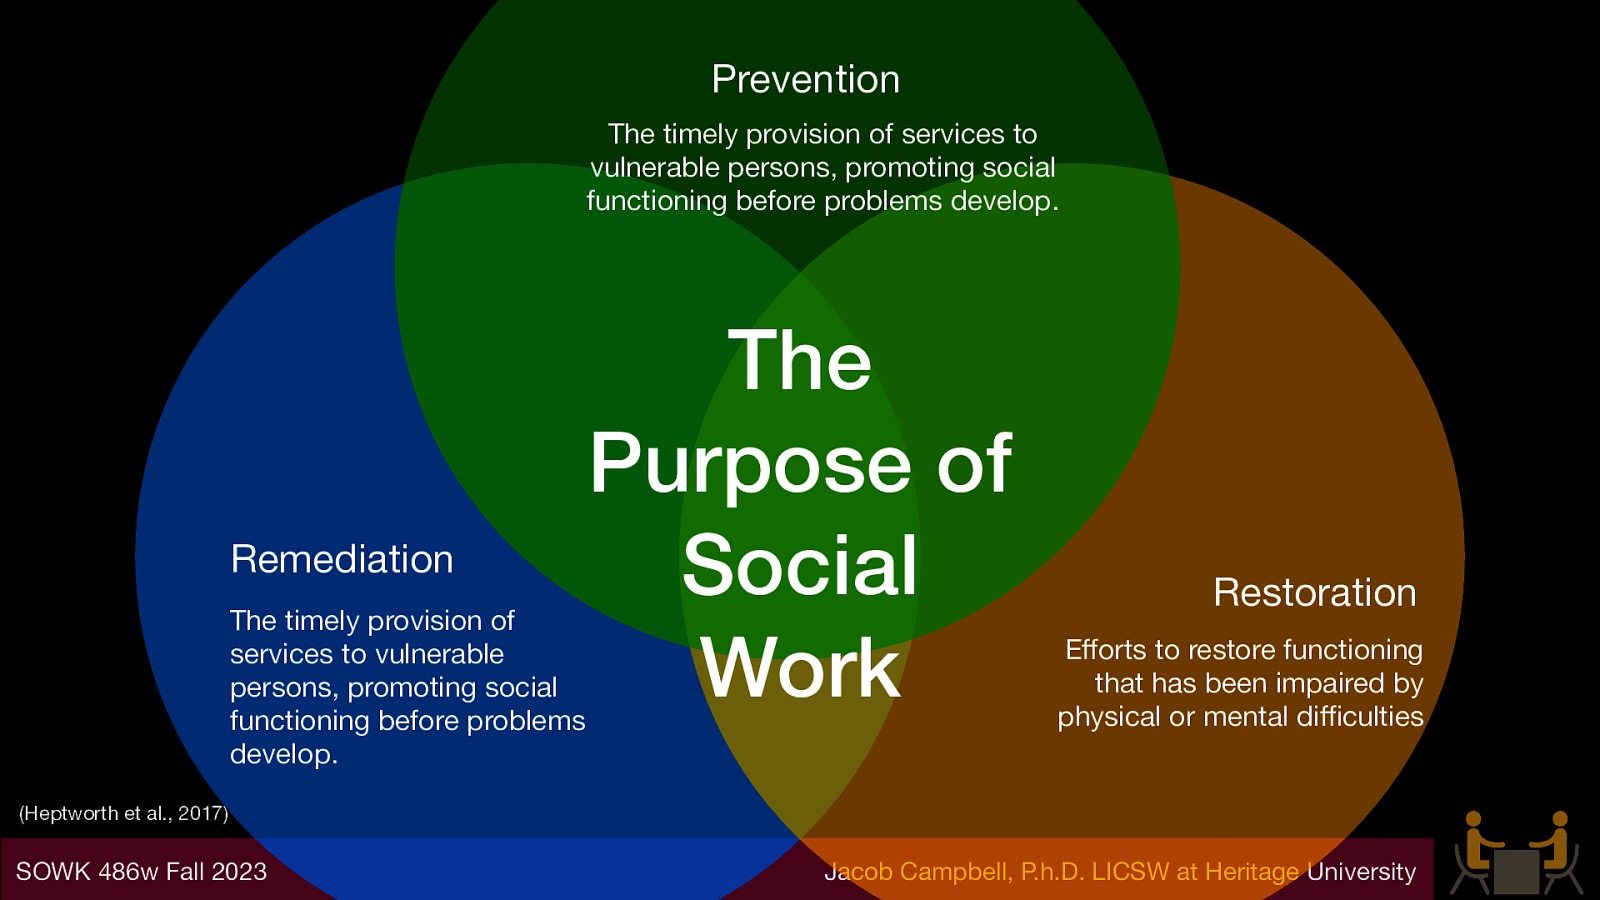 Prevention
The timely provision of services to
vulnerable persons, promoting social
functioning before problems develop.
The
Purpose of
Social
Work
Remediation
The timely provision of
services to vulnerable
persons, promoting social
functioning before problems
develop.
Restoration
Efforts to restore functioning
that has been impaired by
physical or mental difficulties
(Heptworth et al., 2017)
SOWK 486w Fall 2023
Jacob Campbell, P.h.D. LICSW at Heritage University